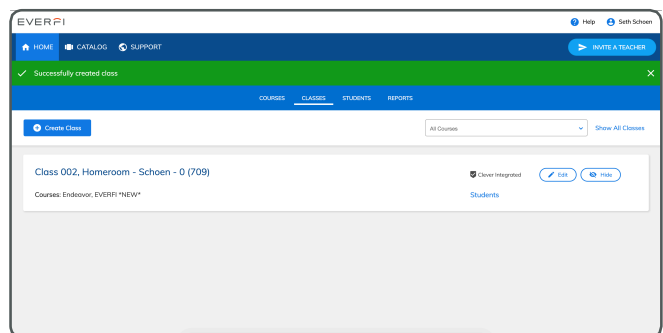 EVERFI
Help
Seth Schoen
HOME
CATALOG
SUPPORT
INVITE A TEACHER
Successfully created class
COURSES
CLASSES
STUDENTS
REPORTS
Create Class
All Courses
Show All Classes
Class 002, Homeroom - Schoen - 0 (709)
Clever Integrated
Edit
Hide
Courses: Endeavor, EVERFI *NEW*
Students